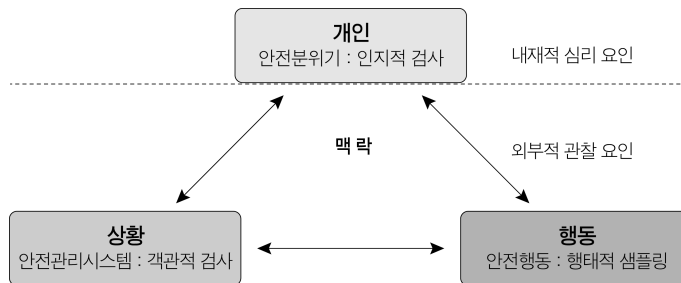 개인
안전분위기 : 인지적 검사
내재적 심리 요인
맥 락
외부적 관찰 요인
상황
안전관리시스템 : 객관적 검사
행동
안전행동 : 행태적 샘플링